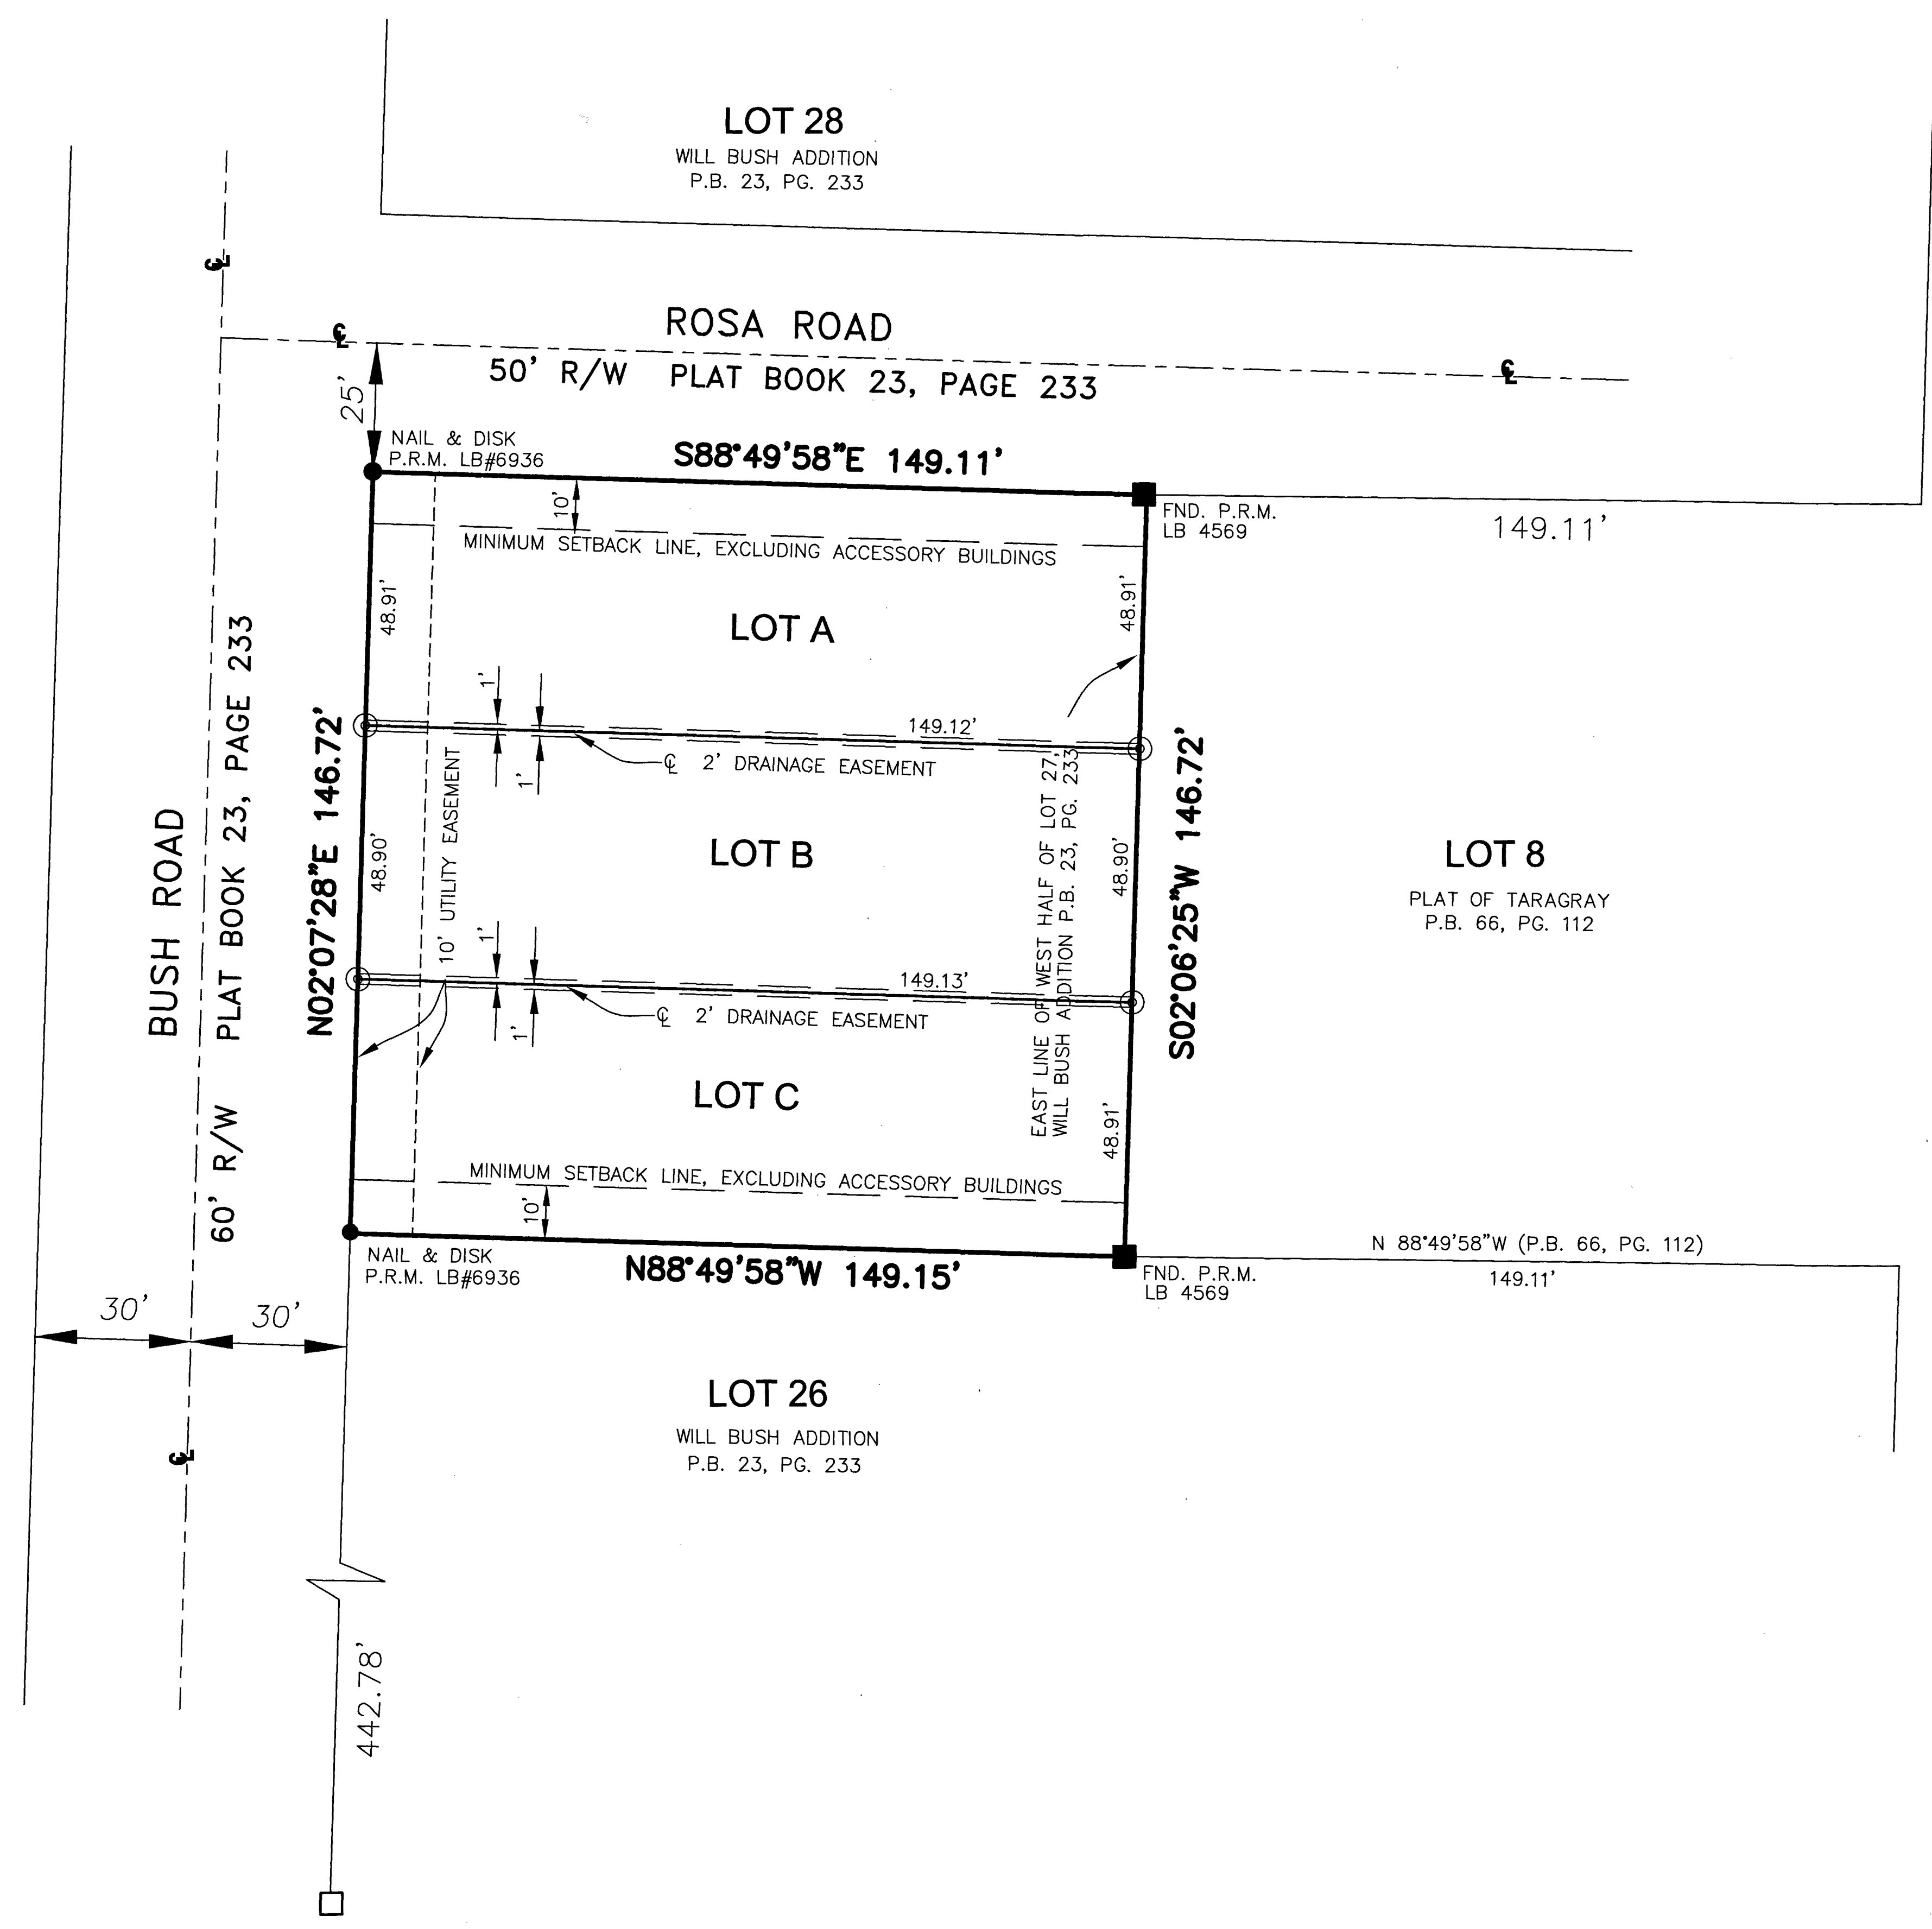 LOT 28
WILL BUSH ADDITION
P.B. 23, PG. 233
℄
℄
ROSA ROAD
50' R/W PLAT BOOK 23, PAGE 233
℄
25'
NAIL & DISK
P.R.M. LB#6936
S88°49'58"E 149.11'
FND. P.R.M.
LB 4569
149.11'
10'
MINIMUM SETBACK LINE, EXCLUDING ACCESSORY BUILDINGS
48.91'
48.91'
LOT A
1'
149.12'
℄ 2' DRAINAGE EASEMENT
1'
BUSH ROAD
60' R/W PLAT BOOK 23, PAGE 233
N02°07'28"E 146.72'
48.90'
10' UTILITY EASEMENT
LOT B
EAST LINE OF WEST HALF OF LOT 27,
WILL BUSH ADDITION P.B. 23, PG. 233
48.90'
S02°06'25"W 146.72'
LOT 8
PLAT OF TARAGRAY
P.B. 66, PG. 112
1'
149.13'
℄ 2' DRAINAGE EASEMENT
1'
LOT C
48.91'
MINIMUM SETBACK LINE, EXCLUDING ACCESSORY BUILDINGS
10'
NAIL & DISK
P.R.M. LB#6936
N88°49'58"W 149.15'
FND. P.R.M.
LB 4569
N 88°49'58"W (P.B. 66, PG. 112)
149.11'
30'
30'
LOT 26
WILL BUSH ADDITION
P.B. 23, PG. 233
℄
442.78'